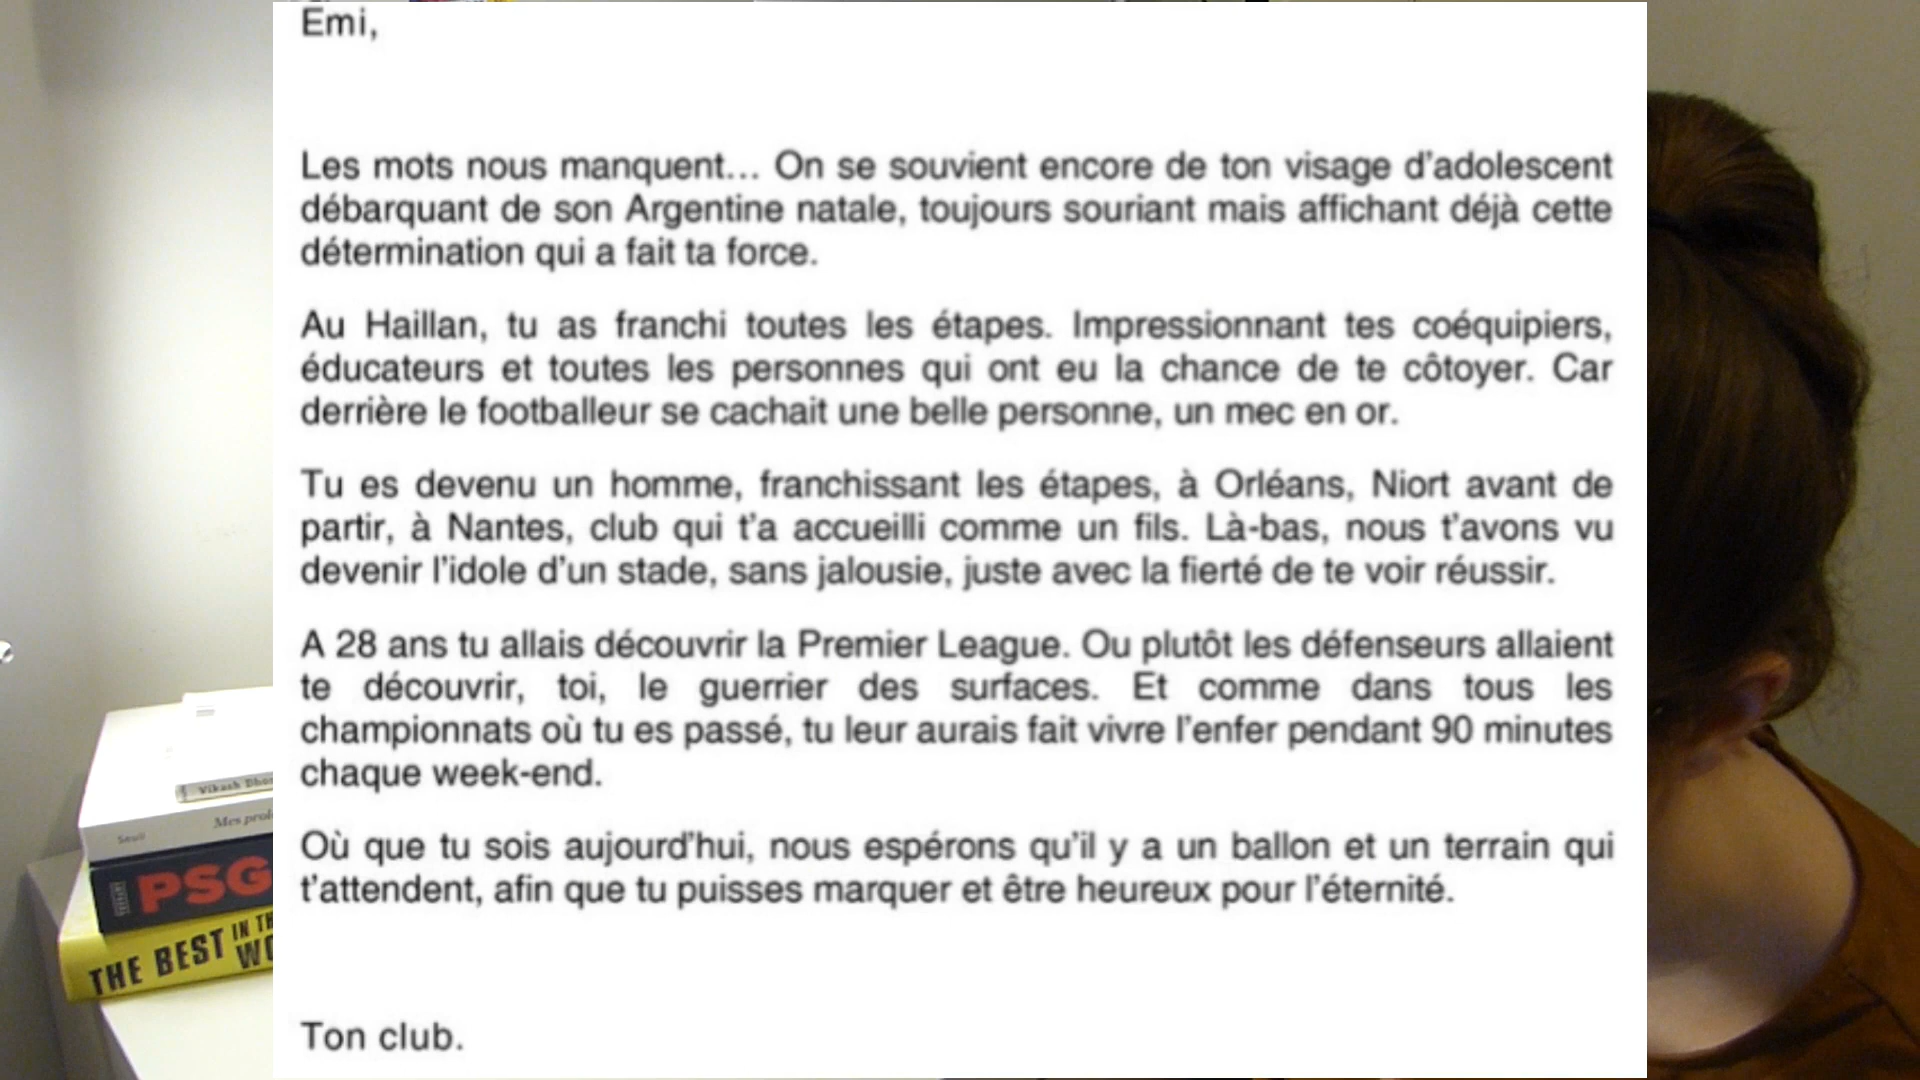 Emi,
Les mots nous manquent… On se souvient encore de ton visage d'adolescent
débarquant de son Argentine natale, toujours souriant mais affichant déjà cette
détermination qui a fait ta force.
Au Haillan, tu as franchi toutes les étapes. Impressionnant tes coéquipiers,
éducateurs et toutes les personnes qui ont eu la chance de te côtoyer. Car
derrière le footballeur se cachait une belle personne, un mec en or.
Tu es devenu un homme, franchissant les étapes, à Orléans, Niort avant de
partir, à Nantes, club qui t'a accueilli comme un fils. Là-bas, nous t'avons vu
devenir l'idole d'un stade, sans jalousie, juste avec la fierté de te voir réussir.
A 28 ans tu allais découvrir la Premier League. Ou plutôt les défenseurs allaient
te découvrir, toi, le guerrier des surfaces. Et comme dans tous les
championnats où tu es passé, tu leur aurais fait vivre l'enfer pendant 90 minutes
chaque week-end.
Où que tu sois aujourd'hui, nous espérons qu'il y a un ballon et un terrain qui
t'attendent, afin que tu puisses marquer et être heureux pour l'éternité.
Ton club.
Vikash
Seuil Mes
PSG
THE BEST IN